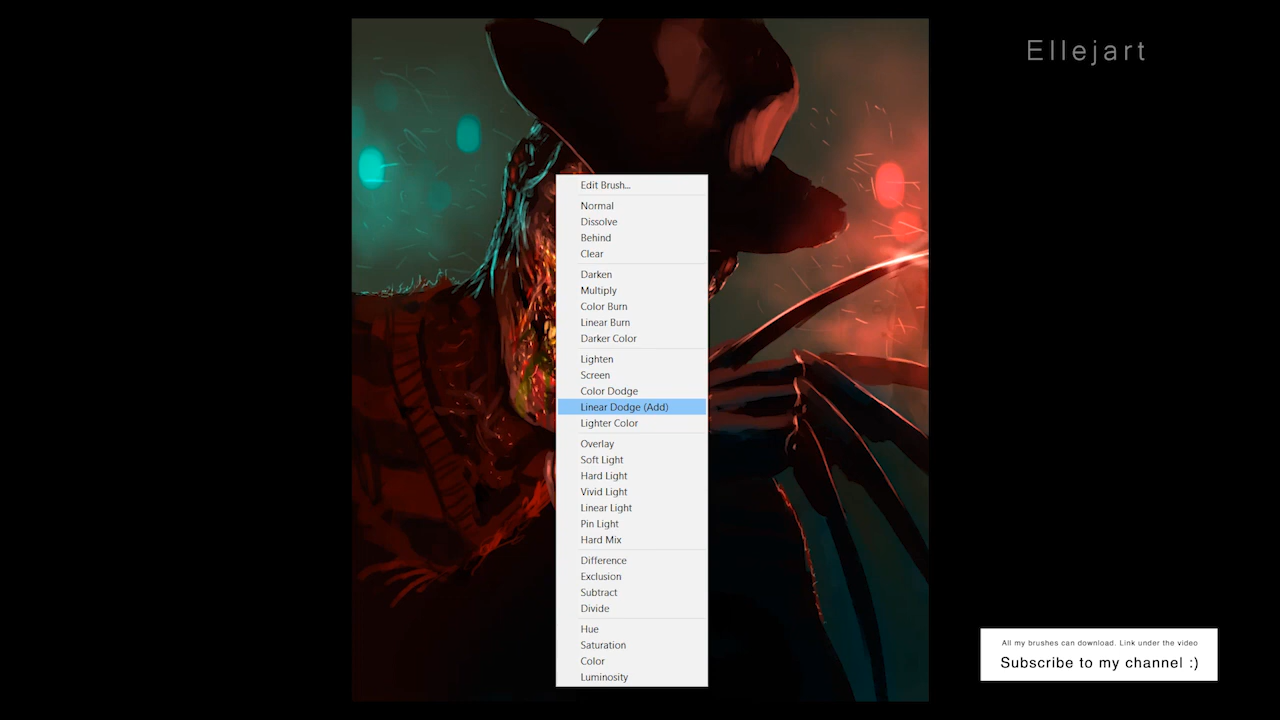 Ellejart
Edit Brush...
Normal
Dissolve
Behind
Clear
Darken
Multiply
Color Burn
Linear Burn
Darker Color
Lighten
Screen
Color Dodge
Linear Dodge (Add)
Lighter Color
Overlay
Soft Light
Hard Light
Vivid Light
Linear Light
Pin Light
Hard Mix
Difference
Exclusion
Subtract
Divide
Hue
Saturation
Color
Luminosity
All my brushes can download. Link under the video
Subscribe to my channel :)